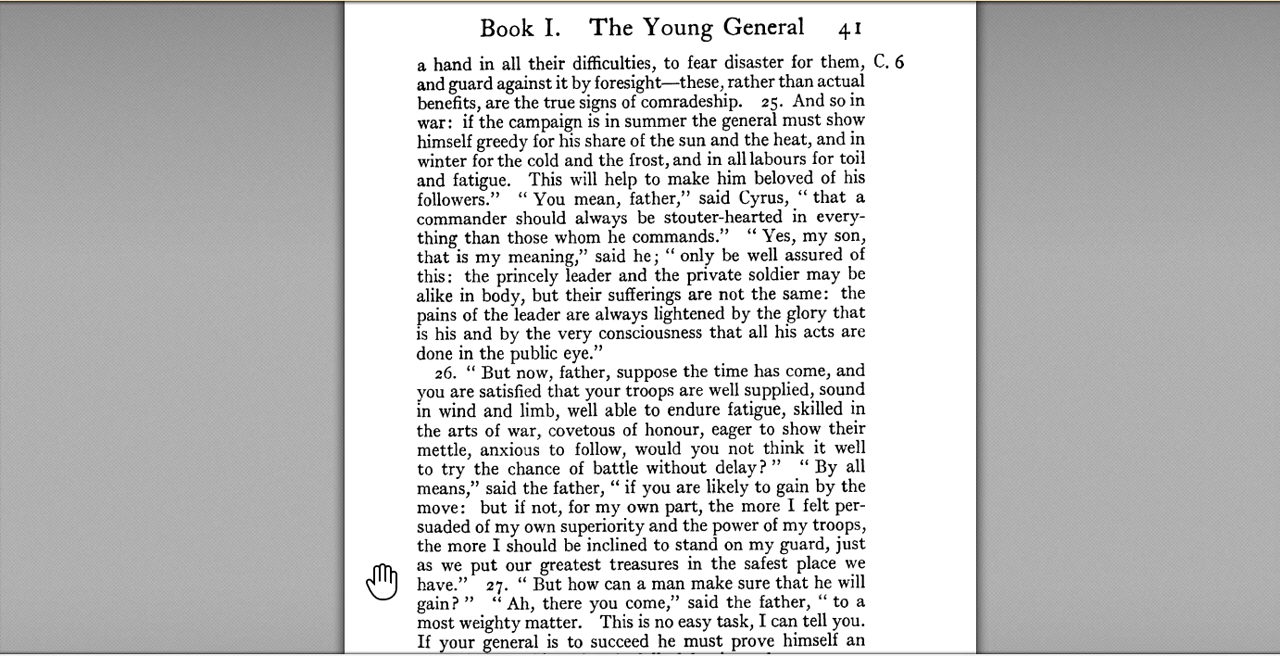 Book I. The Young General 41
a hand in all their difficulties, to fear disaster for them, C. 6
and guard against it by foresight—these, rather than actual
benefits, are the true signs of comradeship. 25. And so in
war: if the campaign is in summer the general must show
himself greedy for his share of the sun and the heat, and in
winter for the cold and the frost, and in all labours for toil
and fatigue. This will help to make him beloved of his
followers.” “ You mean, father,” said Cyrus, “ that a
commander should always be stouter-hearted in every-
thing than those whom he commands.” “ Yes, my son,
that is my meaning,” said he; “ only be well assured of
this: the princely leader and the private soldier may be
alike in body, but their sufferings are not the same: the
pains of the leader are always lightened by the glory that
is his and by the very consciousness that all his acts are
done in the public eye.”
26. “ But now, father, suppose the time has come, and
you are satisfied that your troops are well supplied, sound
in wind and limb, well able to endure fatigue, skilled in
the arts of war, covetous of honour, eager to show their
mettle, anxious to follow, would you not think it well
to try the chance of battle without delay? ” “ By all
means,” said the father, “ if you are likely to gain by the
move: but if not, for my own part, the more I felt per-
suaded of my own superiority and the power of my troops,
the more I should be inclined to stand on my guard, just
as we put our greatest treasures in the safest place we
have.” 27. “ But how can a man make sure that he will
gain? ” “ Ah, there you come,” said the father, “ to a
most weighty matter. This is no easy task, I can tell you.
If your general is to succeed he must prove himself an